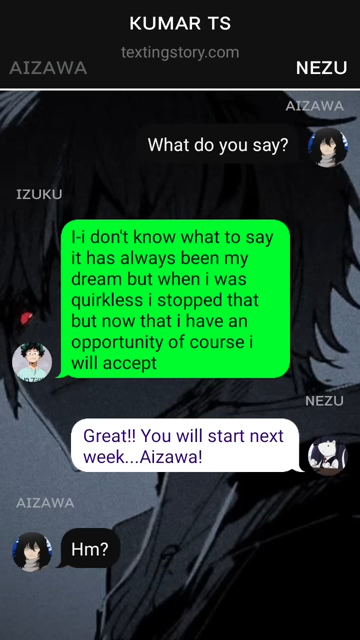 KUMAR TS
textingstory.com
AIZAWA
NEZU
AIZAWA
What do you say?
IZUKU
I-i don't know what to say
it has always been my
dream but when i was
quirkless i stopped that
but now that i have an
opportunity of course i
will accept
NEZU
Great!! You will start next
week...Aizawa!
AIZAWA
Hm?